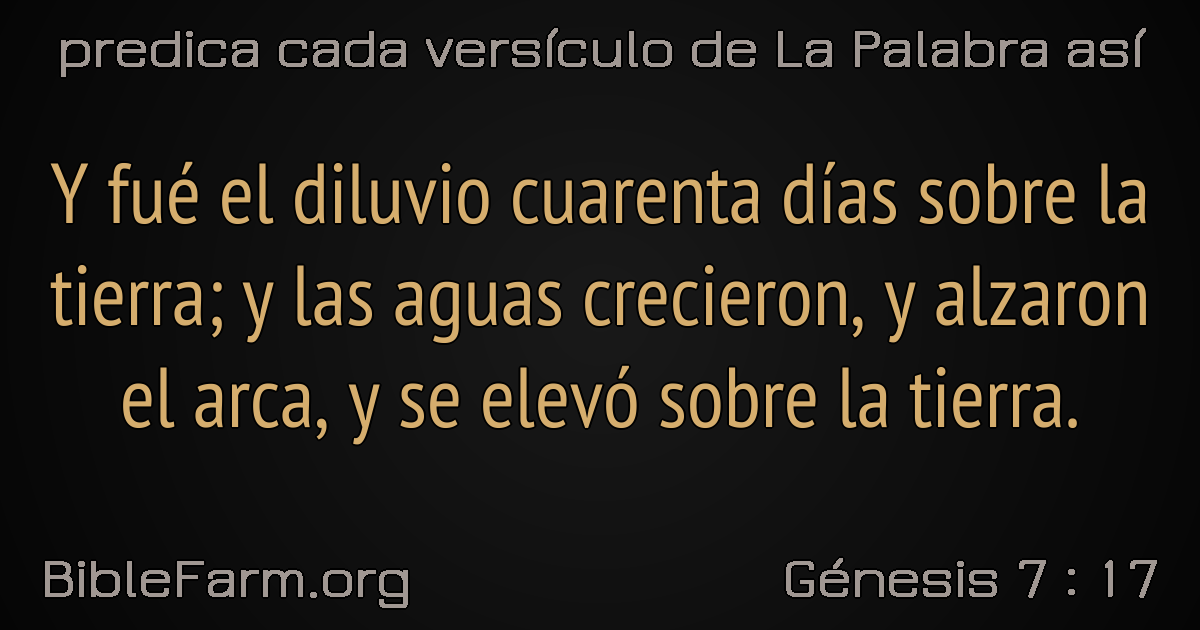 predica cada versículo de La Palabra así
Y fué el diluvio cuarenta días sobre la
tierra; y las aguas crecieron, y alzaron
el arca, y se elevó sobre la tierra.
BibleFarm.org
Génesis 7 : 17